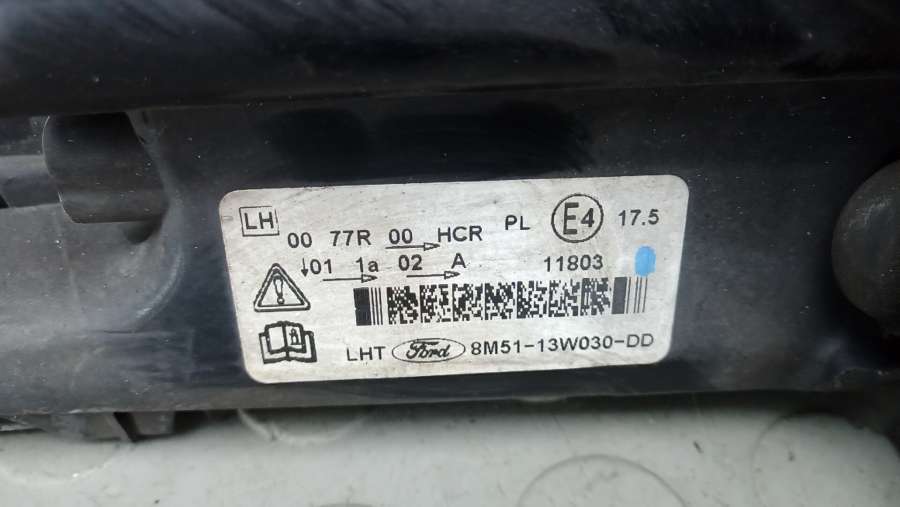 LH
00 77R 00 HCR PL E4 17.5
↓01 1a 02 A 11803
LHT Ford 8M51-13W030-DD